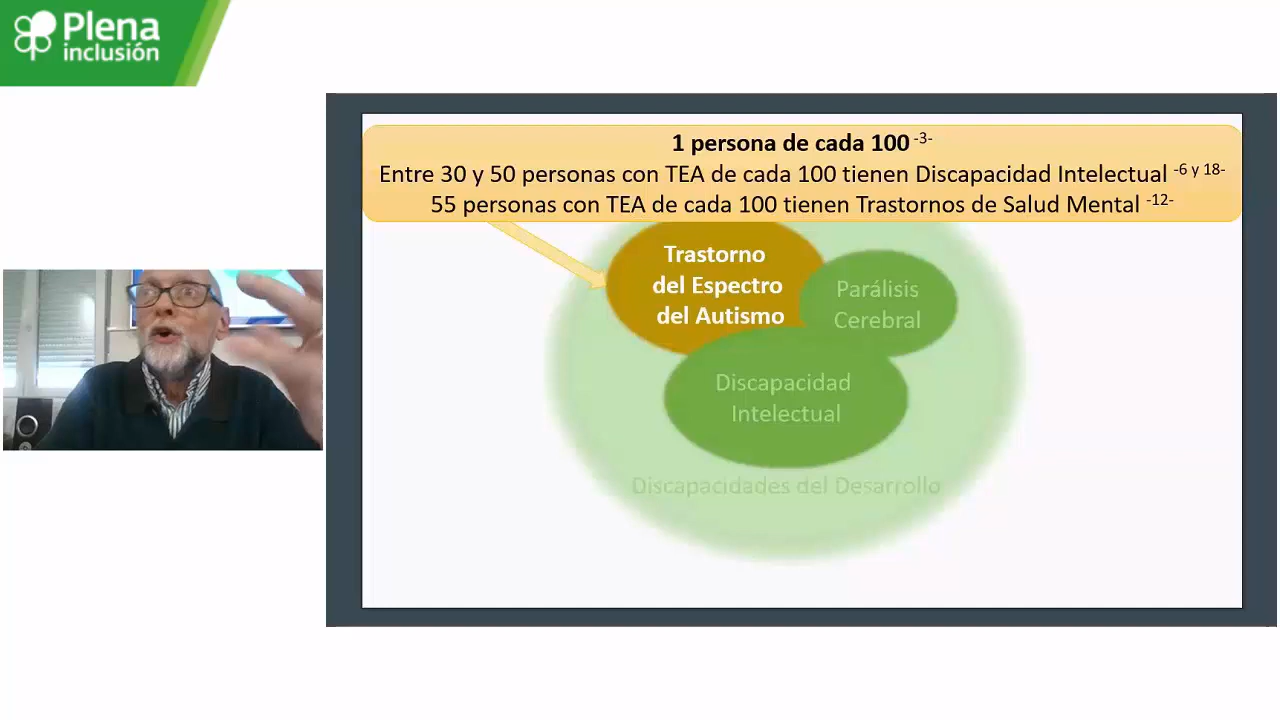 Plena
inclusión
1 persona de cada 100 -3-
Entre 30 y 50 personas con TEA de cada 100 tienen Discapacidad Intelectual -6 y 18-
55 personas con TEA de cada 100 tienen Trastornos de Salud Mental -12-
Trastorno
del Espectro
del Autismo
Parálisis
Cerebral
Discapacidad
Intelectual
Discapacidades del Desarrollo